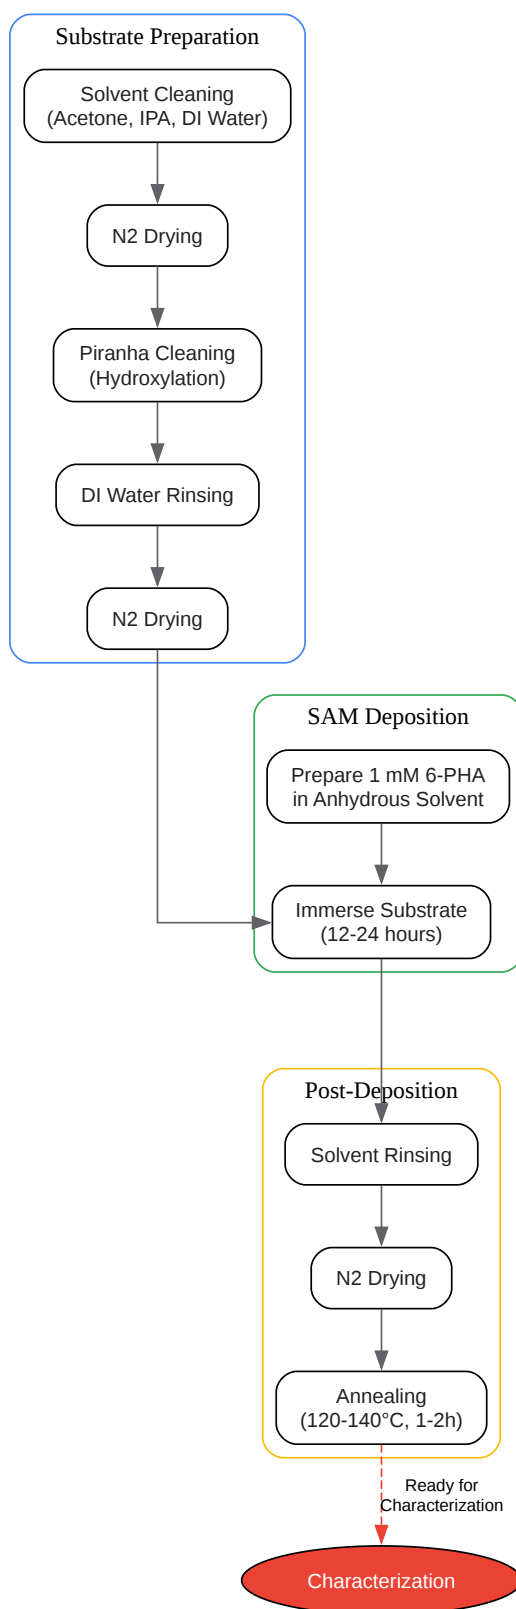 Substrate Preparation
Solvent Cleaning
(Acetone, IPA, DI Water)
N2 Drying
Piranha Cleaning
(Hydroxylation)
DI Water Rinsing
N2 Drying
SAM Deposition
Prepare 1 mM 6-PHA
in Anhydrous Solvent
Immerse Substrate
(12-24 hours)
Post-Deposition
Solvent Rinsing
N2 Drying
Annealing
(120-140°C, 1-2h)
Ready for
Characterization
Characterization